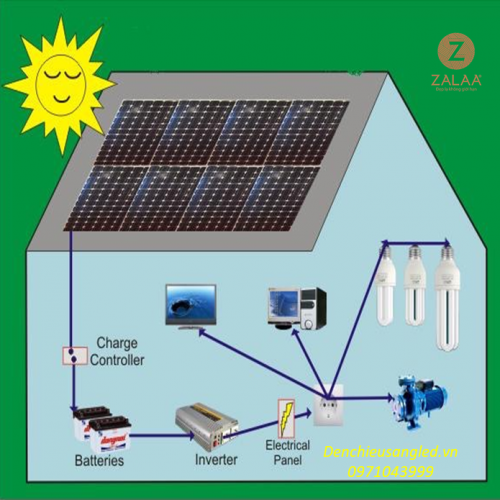 Z
ZALAA
Charge
Controller
Batteries
Inverter
Electrical
Panel
Denchieusangled.vn
0971043999